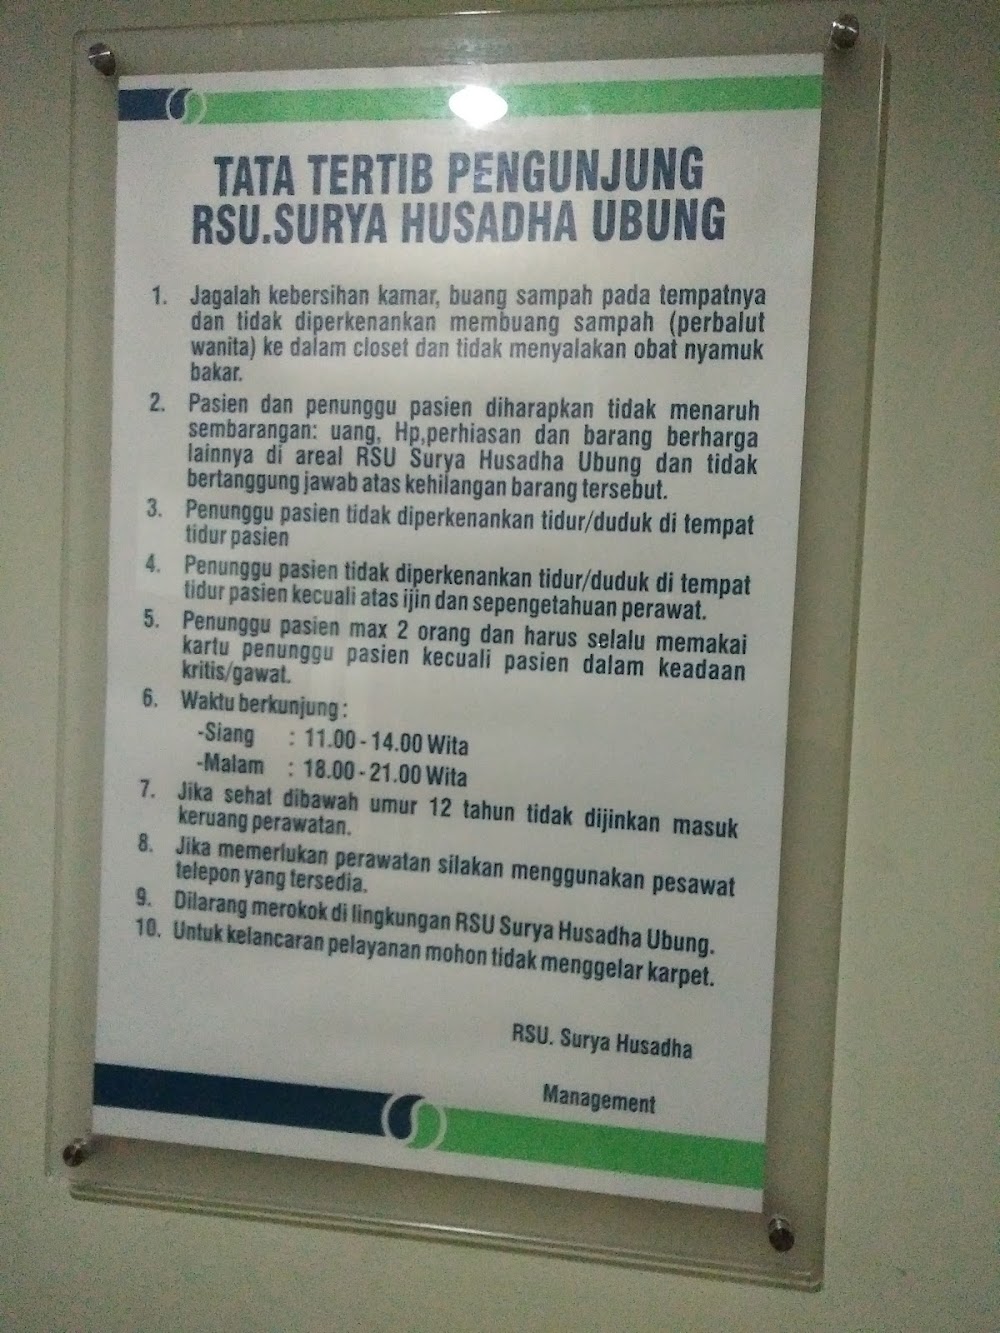 TATA TERTIB PENGUNJUNG
RSU.SURYA HUSADHA UBUNG
1. Jagalah kebersihan kamar, buang sampah pada tempatnya
dan tidak diperkenankan membuang sampah (perbalut
wanita) ke dalam closet dan tidak menyalakan obat nyamuk
bakar.
2. Pasien dan penunggu pasien diharapkan tidak menaruh
sembarangan: uang, Hp,perhiasan dan barang berharga
lainnya di areal RSU Surya Husadha Ubung dan tidak
bertanggung jawab atas kehilangan barang tersebut.
3. Penunggu pasien tidak diperkenankan tidur/duduk di tempat
tidur pasien
4. Penunggu pasien tidak diperkenankan tidur/duduk di tempat
tidur pasien kecuali atas ijin dan sepengetahuan perawat.
5. Penunggu pasien max 2 orang dan harus selalu memakai
kartu penunggu pasien kecuali pasien dalam keadaan
kritis/gawat.
6. Waktu berkunjung :
-Siang : 11.00 - 14.00 Wita
-Malam : 18.00 - 21.00 Wita
7. Jika sehat dibawah umur 12 tahun tidak dijinkan masuk
keruang perawatan.
8. Jika memerlukan perawatan silakan menggunakan pesawat
telepon yang tersedia.
9. Dilarang merokok di lingkungan RSU Surya Husadha Ubung.
10. Untuk kelancaran pelayanan mohon tidak menggelar karpet.
RSU. Surya Husadha
Management